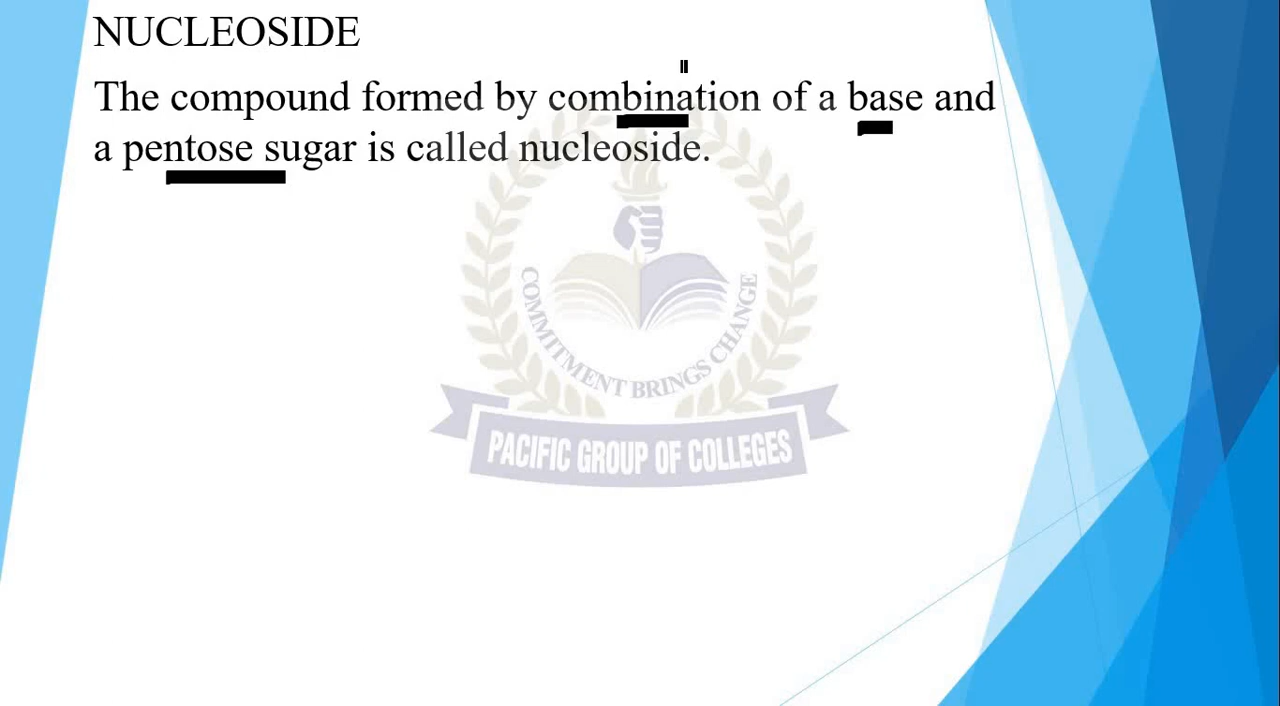 NUCLEOSIDE
The compound formed by combination of a base and
a pentose sugar is called nucleoside.
COMMITMENT BRINGS CHANGE
PACIFIC GROUP OF COLLEGES